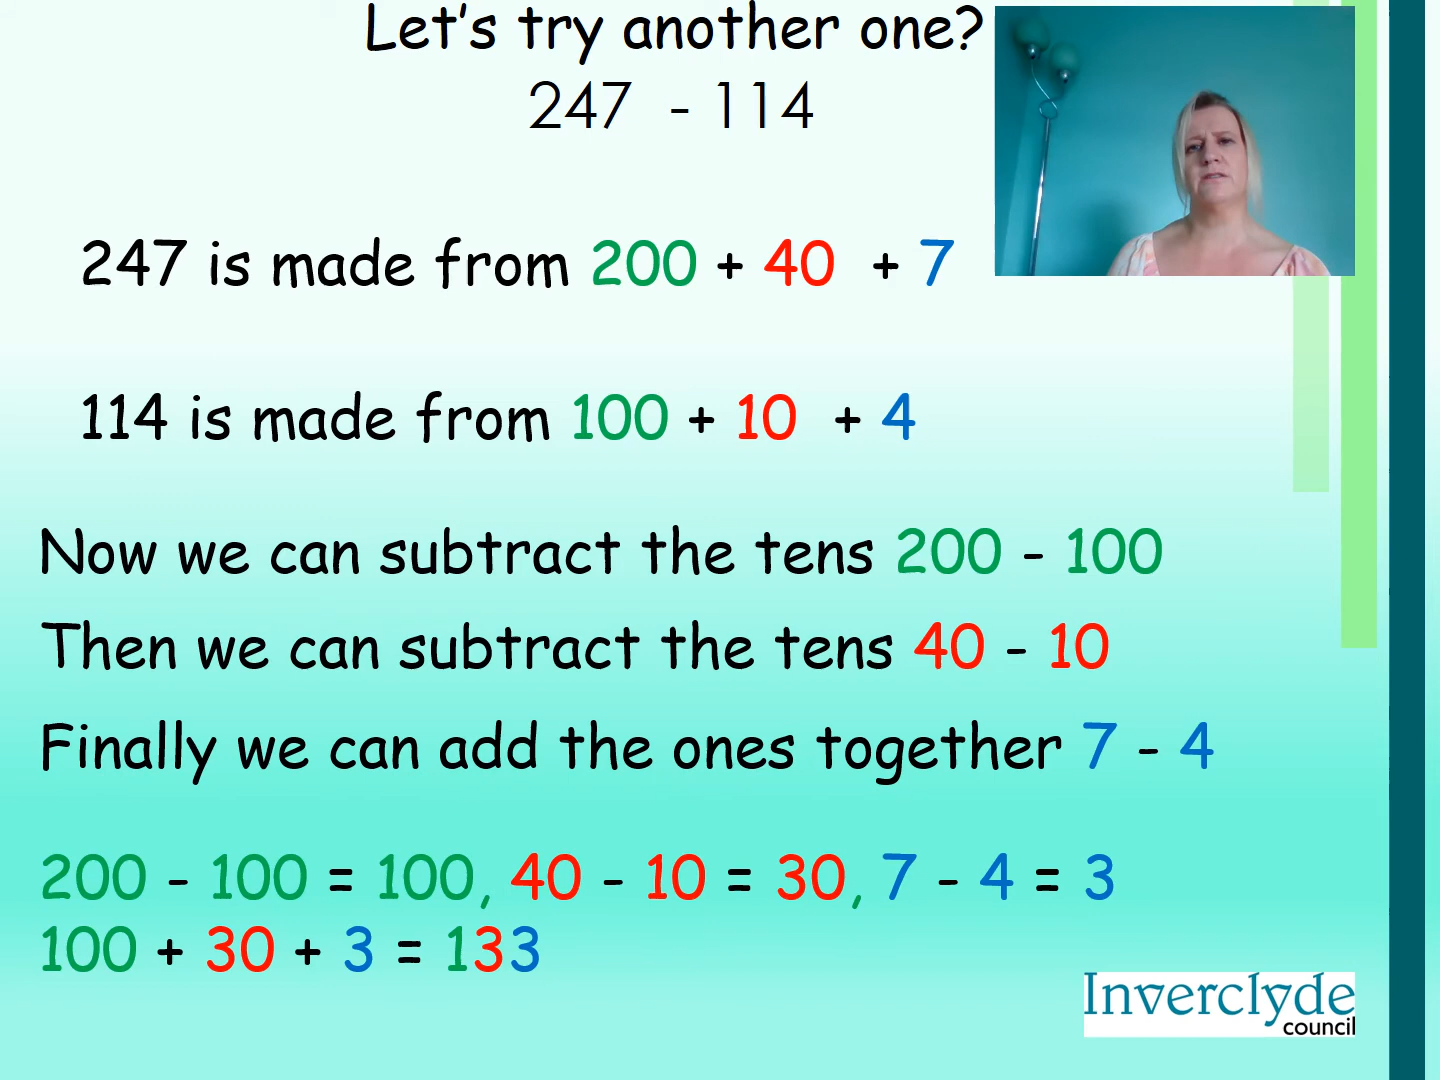 Let's try another one?
247 - 114
247 is made from 200 + 40 + 7
114 is made from 100 + 10 + 4
Now we can subtract the tens 200 - 100
Then we can subtract the tens 40 - 10
Finally we can add the ones together 7 - 4
200 - 100 = 100, 40 - 10 = 30, 7 - 4 = 3
100 + 30 + 3 = 133
Inverclyde
council